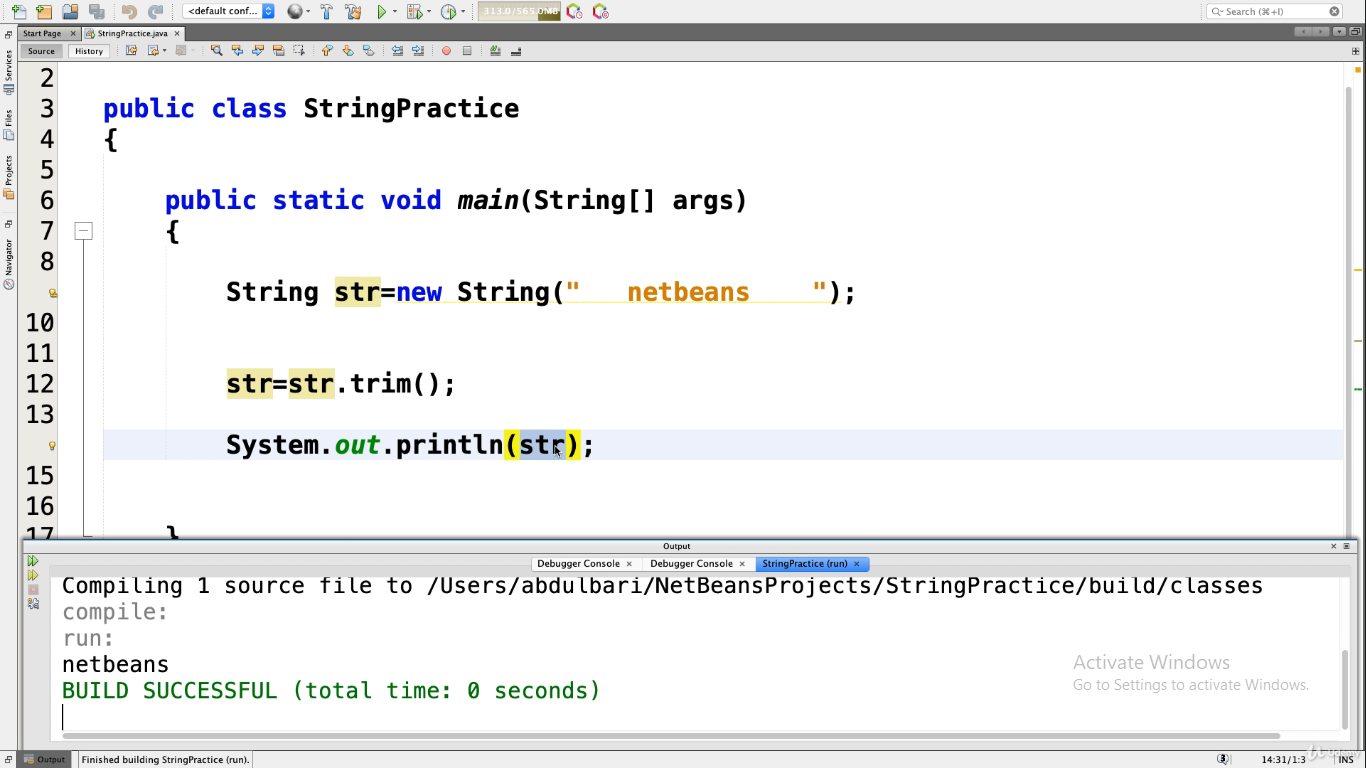 <default conf...
313.0/565.0MB
Search (⌘+I)
Start Page
StringPractice.java
Source
History
Services
Files
Projects
Navigator
2
3 public class StringPractice
4 {
5
6 public static void main(String[] args)
7 {
8
String str=new String("   netbeans    ");
10
11
12 str=str.trim();
13
System.out.println(str);
15
16
17 }
Output
Debugger Console
Debugger Console
StringPractice (run)
Compiling 1 source file to /Users/abdulbari/NetBeansProjects/StringPractice/build/classes
compile:
run:
netbeans
BUILD SUCCESSFUL (total time: 0 seconds)
Activate Windows
Go to Settings to activate Windows.
Output
Finished building StringPractice (run).
3
14:31/1:3
INS
Udemy